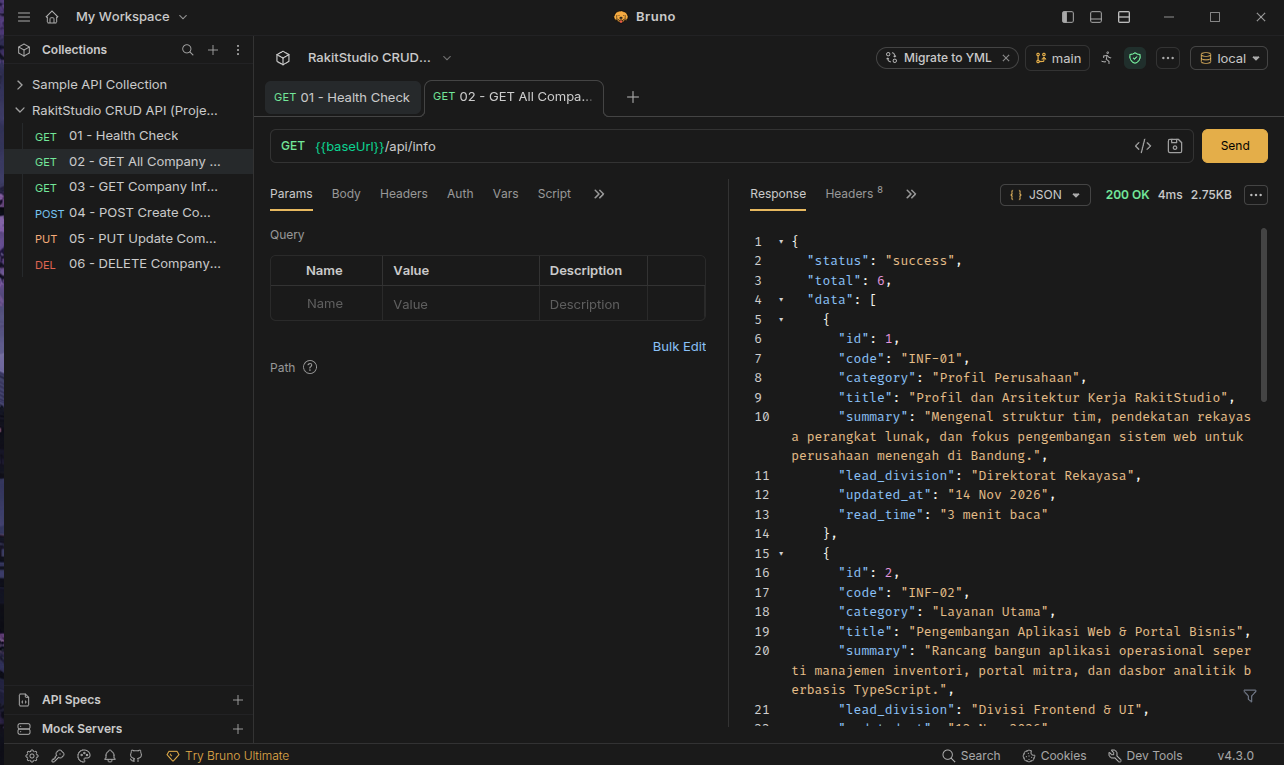 My Workspace
Bruno
Collections
RakitStudio CRUD...
Migrate to YML
main
local
Sample API Collection
RakitStudio CRUD API (Proje...
GET 01 - Health Check
GET 02 - GET All Company ...
GET 03 - GET Company Inf...
POST 04 - POST Create Co...
PUT 05 - PUT Update Com...
DEL 06 - DELETE Company...
API Specs
Mock Servers
GET 01 - Health Check
GET 02 - GET All Compa...
GET {{baseUrl}}/api/info
Send
Params Body Headers Auth Vars Script
Query
Name Value Description
Name Value Description
Bulk Edit
Path ?
Response Headers 8
{ } JSON
200 OK 4ms 2.75KB
1 {
2 "status": "success",
3 "total": 6,
4 "data": [
5 {
6 "id": 1,
7 "code": "INF-01",
8 "category": "Profil Perusahaan",
9 "title": "Profil dan Arsitektur Kerja RakitStudio",
10 "summary": "Mengenal struktur tim, pendekatan rekayas
a perangkat lunak, dan fokus pengembangan sistem web untuk
perusahaan menengah di Bandung.",
11 "lead_division": "Direktorat Rekayasa",
12 "updated_at": "14 Nov 2026",
13 "read_time": "3 menit baca"
14 },
15 {
16 "id": 2,
17 "code": "INF-02",
18 "category": "Layanan Utama",
19 "title": "Pengembangan Aplikasi Web & Portal Bisnis",
20 "summary": "Rancang bangun aplikasi operasional seper
ti manajemen inventori, portal mitra, dan dasbor analitik b
erbasis TypeScript.",
21 "lead_division": "Divisi Frontend & UI",
Try Bruno Ultimate
Search
Cookies
Dev Tools
v4.3.0